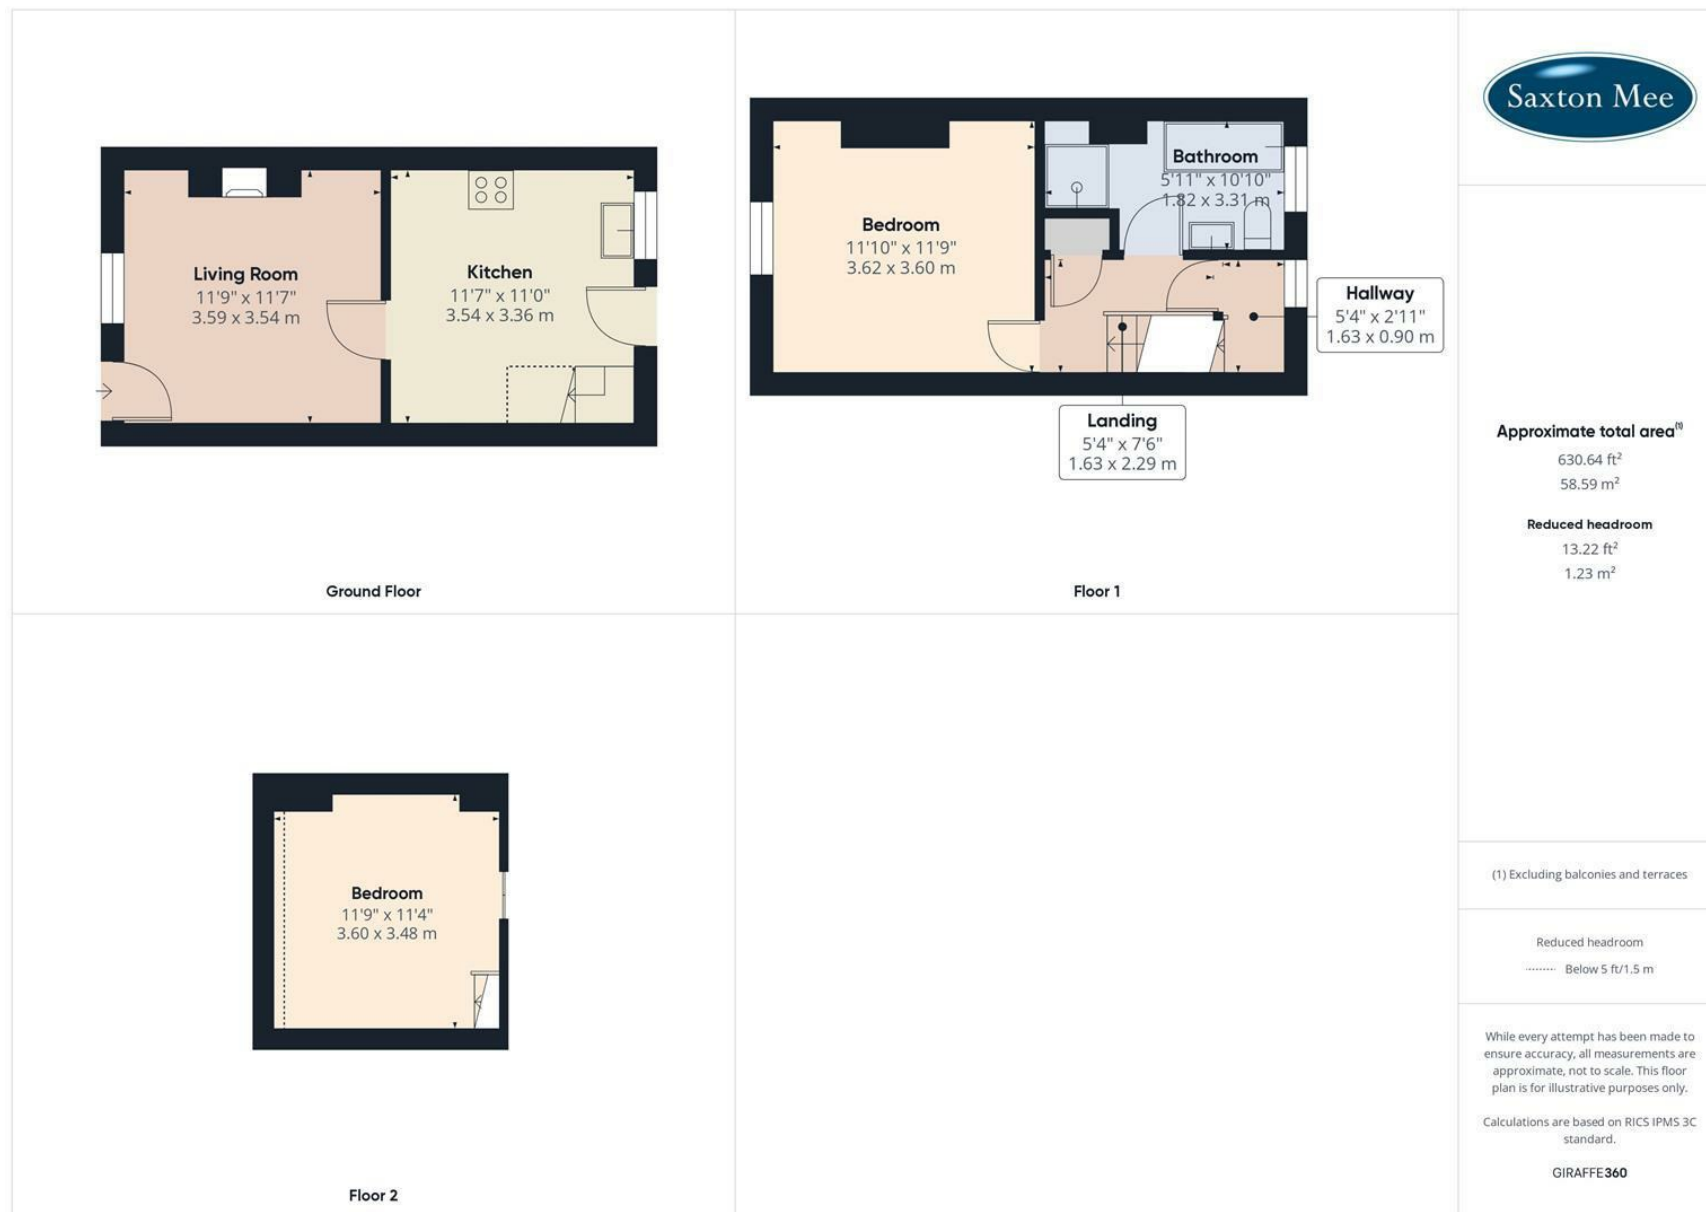 Living Room
11'9" x 11'7"
3.59 x 3.54 m
Kitchen
11'7" x 11'0"
3.54 x 3.36 m
Ground Floor
Bedroom
11'10" x 11'9"
3.62 x 3.60 m
Bathroom
5'11" x 10'10"
1.82 x 3.31 m
Hallway
5'4" x 2'11"
1.63 x 0.90 m
Landing
5'4" x 7'6"
1.63 x 2.29 m
Floor 1
Bedroom
11'9" x 11'4"
3.60 x 3.48 m
Floor 2
Saxton Mee
Approximate total area(1)
630.64 ft²
58.59 m²
Reduced headroom
13.22 ft²
1.23 m²
(1) Excluding balconies and terraces
Reduced headroom
Below 5 ft/1.5 m
While every attempt has been made to
ensure accuracy, all measurements are
approximate, not to scale. This floor
plan is for illustrative purposes only.
Calculations are based on RICS IPMS 3C
standard.
GIRAFFE360